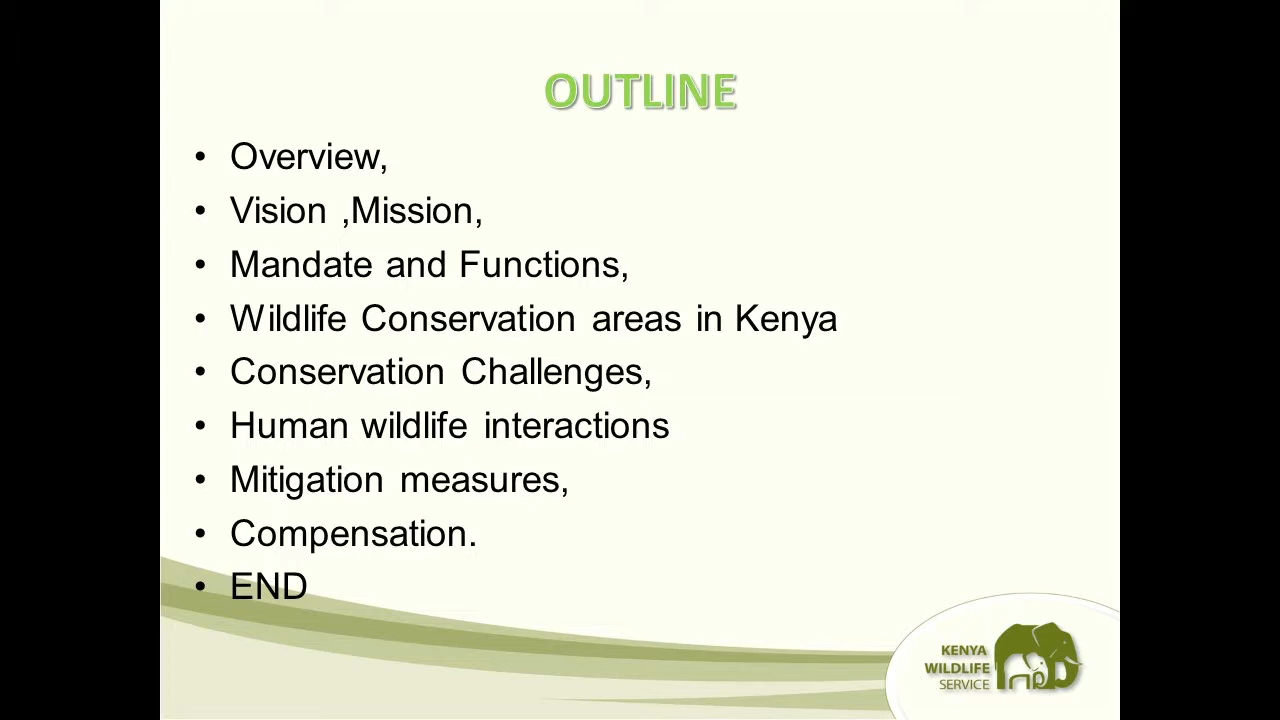 OUTLINE
• Overview,
• Vision ,Mission,
• Mandate and Functions,
• Wildlife Conservation areas in Kenya
• Conservation Challenges,
• Human wildlife interactions
• Mitigation measures,
• Compensation.
• END
KENYA
WILDLIFE
SERVICE